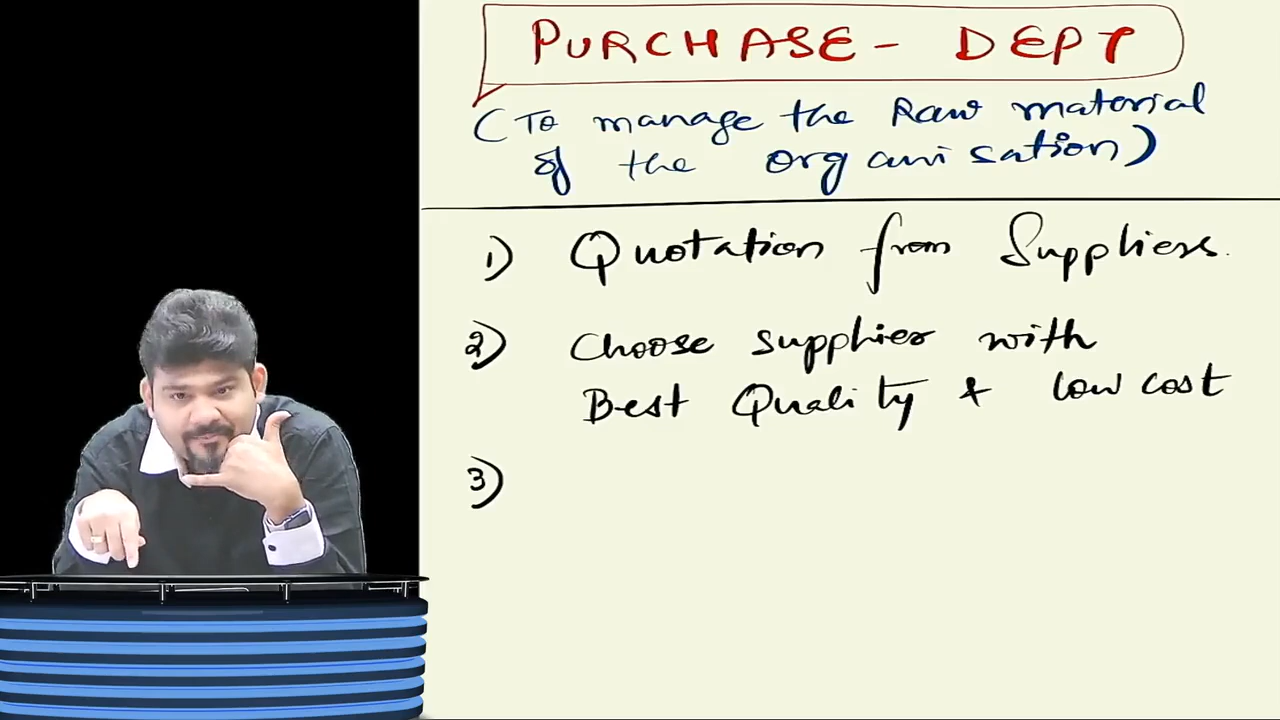 PURCHASE - DEPT
(To manage the Raw material
of the organisation)
1) Quotation from Suppliers.
2) Choose supplier with
Best Quality & low cost
3)